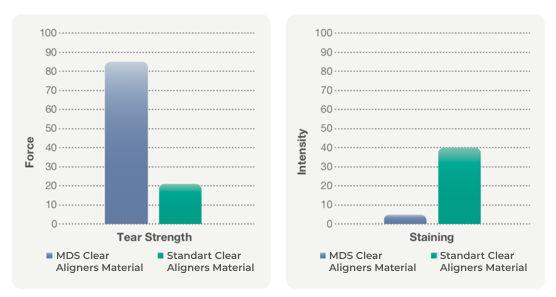 100
90
80
70
60
50
40
30
20
10
0
Force
Tear Strength
MDS Clear
Aligners Material
Standart Clear
Aligners Material
100
90
80
70
60
50
40
30
20
10
0
Intensity
Staining
MDS Clear
Aligners Material
Standart Clear
Aligners Material